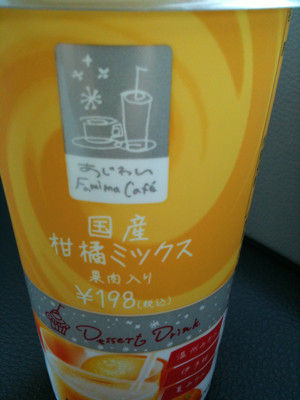 あじわい
Famima Café
国産
柑橘ミックス
果肉入り
¥198(税込)
Dessert Drink